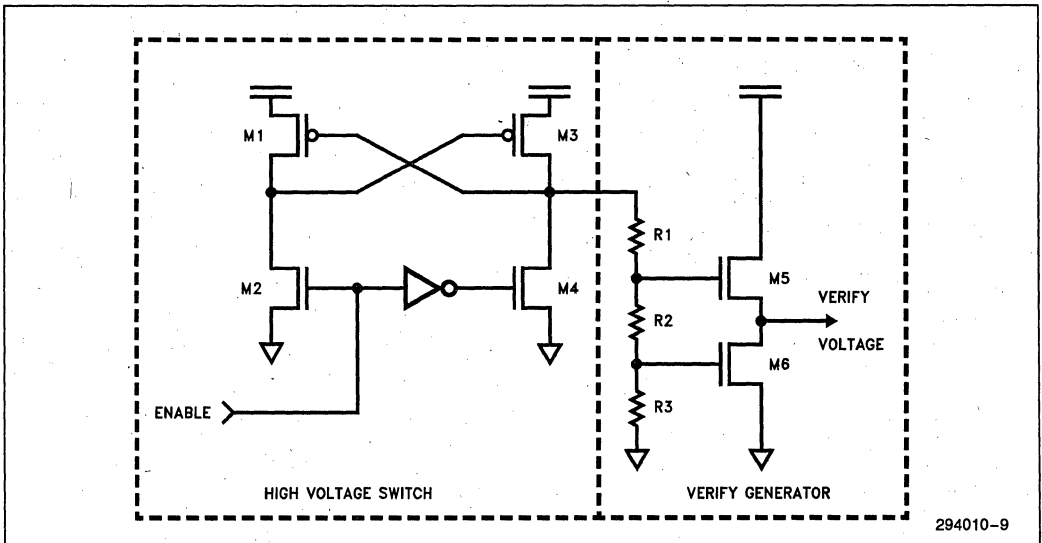 M1
M3
R1
M2
M4
M5
R2
VERIFY
VOLTAGE
M6
ENABLE
R3
HIGH VOLTAGE SWITCH
VERIFY GENERATOR
294010-9